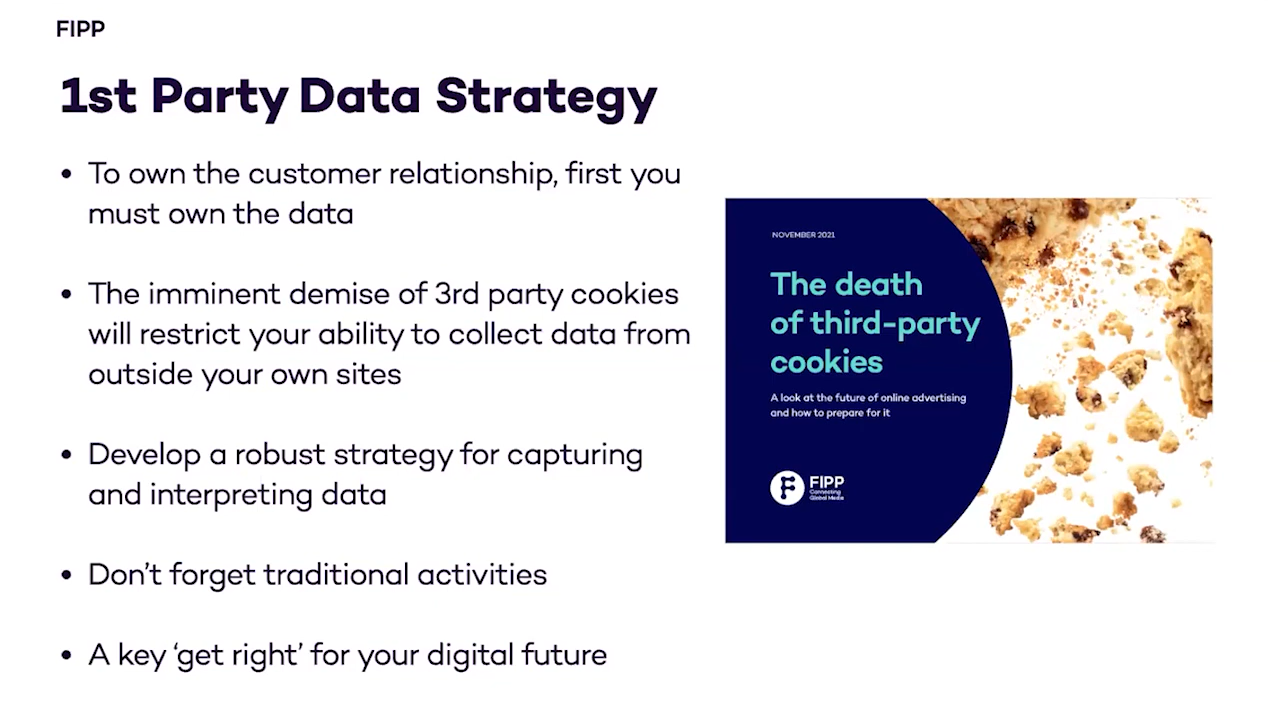 FIPP
1st Party Data Strategy
• To own the customer relationship, first you
must own the data
• The imminent demise of 3rd party cookies
will restrict your ability to collect data from
outside your own sites
• Develop a robust strategy for capturing
and interpreting data
• Don’t forget traditional activities
• A key ‘get right’ for your digital future
NOVEMBER 2021
The death
of third-party
cookies
A look at the future of online advertising
and how to prepare for it
FIPP
Connecting
Global Media